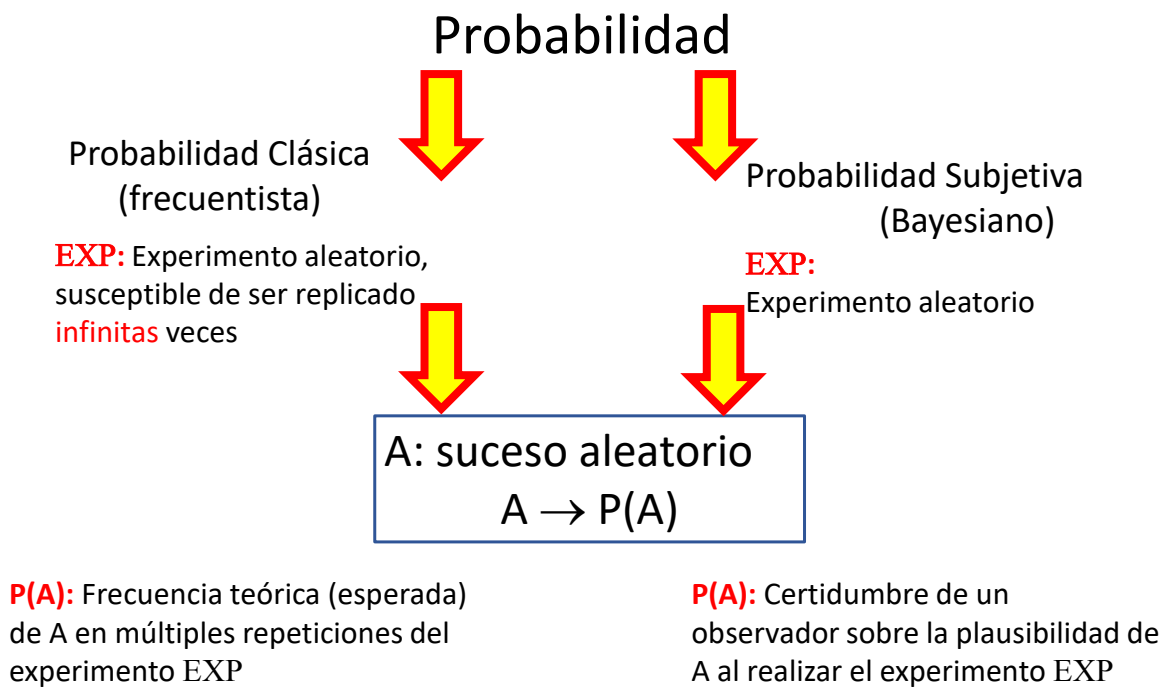 Probabilidad
Probabilidad Clásica
(frecuentista)
EXP: Experimento aleatorio,
susceptible de ser replicado
infinitas veces
Probabilidad Subjetiva
(Bayesiano)
EXP:
Experimento aleatorio
A: suceso aleatorio
A → P(A)
P(A): Frecuencia teórica (esperada)
de A en múltiples repeticiones del
experimento EXP
P(A): Certidumbre de un
observador sobre la plausibilidad de
A al realizar el experimento EXP